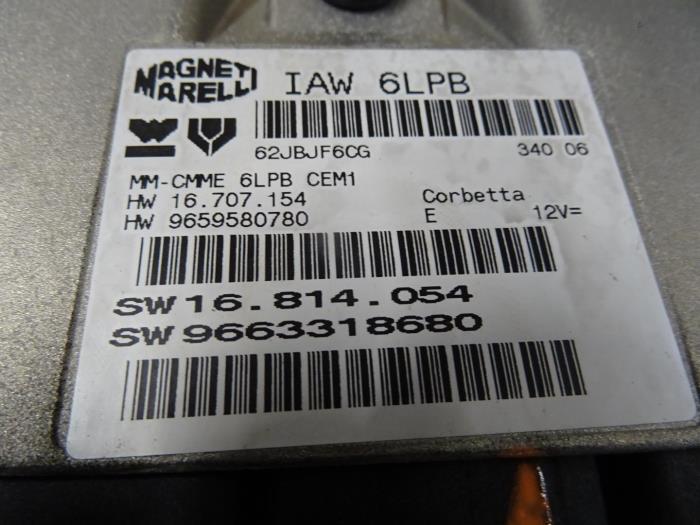 MAGNETI MARELLI
IAW 6LPB
62JBJF6CG 340 06
MM-CMME 6LPB CEM1
HW 16.707.154 Corbetta
HW 9659580780 E 12V=
SW 16.814.054
SW 9663318680